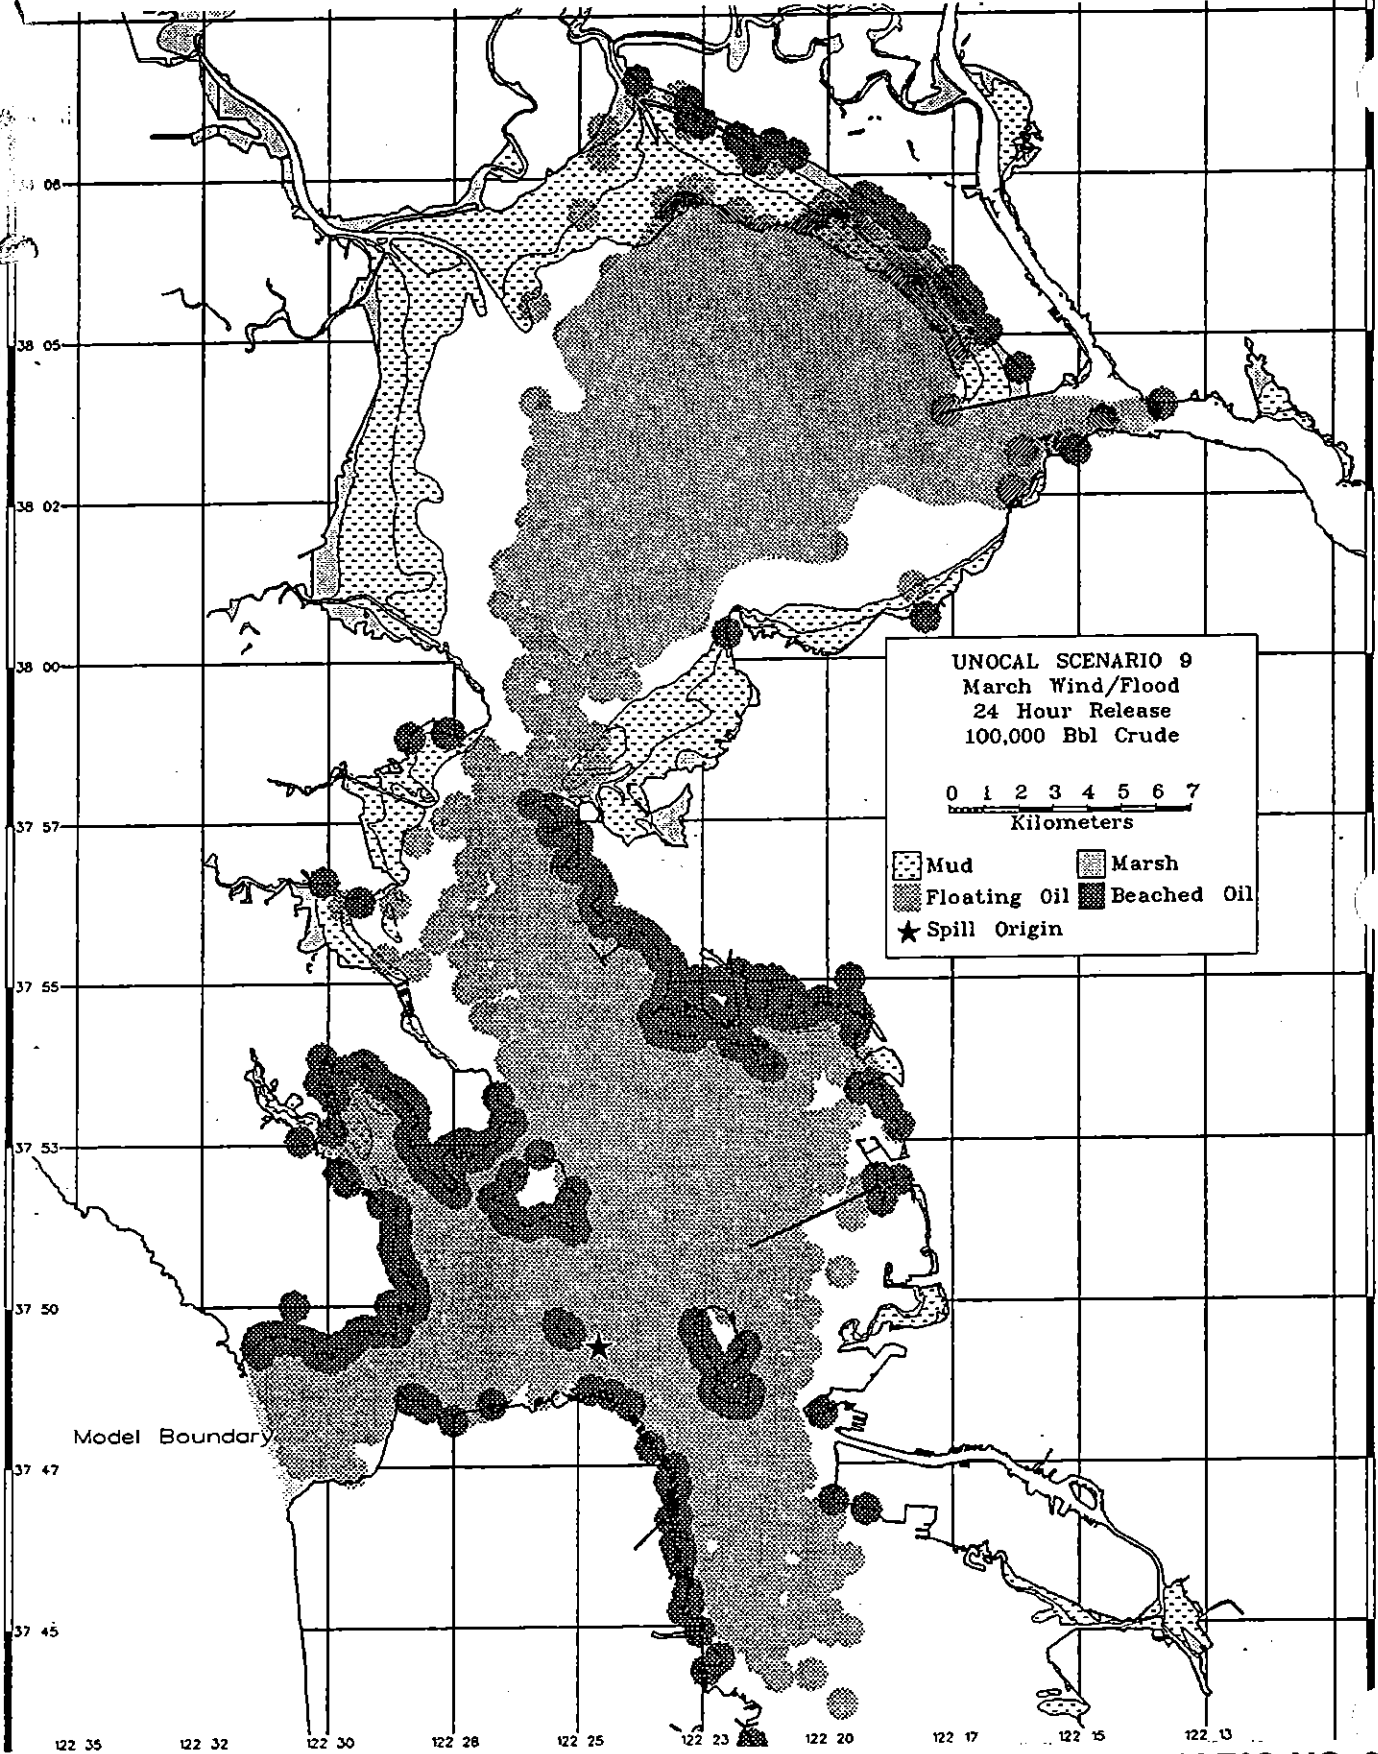 38 06
38 05
38 02
38 00
UNOCAL SCENARIO 9
March Wind/Flood
24 Hour Release
100,000 Bbl Crude
0 1 2 3 4 5 6 7
Kilometers
Mud Marsh
Floating Oil Beached Oil
Spill Origin
37 57
37 55
37 53
37 50
Model Boundary
37 47
37 45
122 35 122 32 122 30 122 28 122 25 122 23 122 20 122 17 122 15 122 13